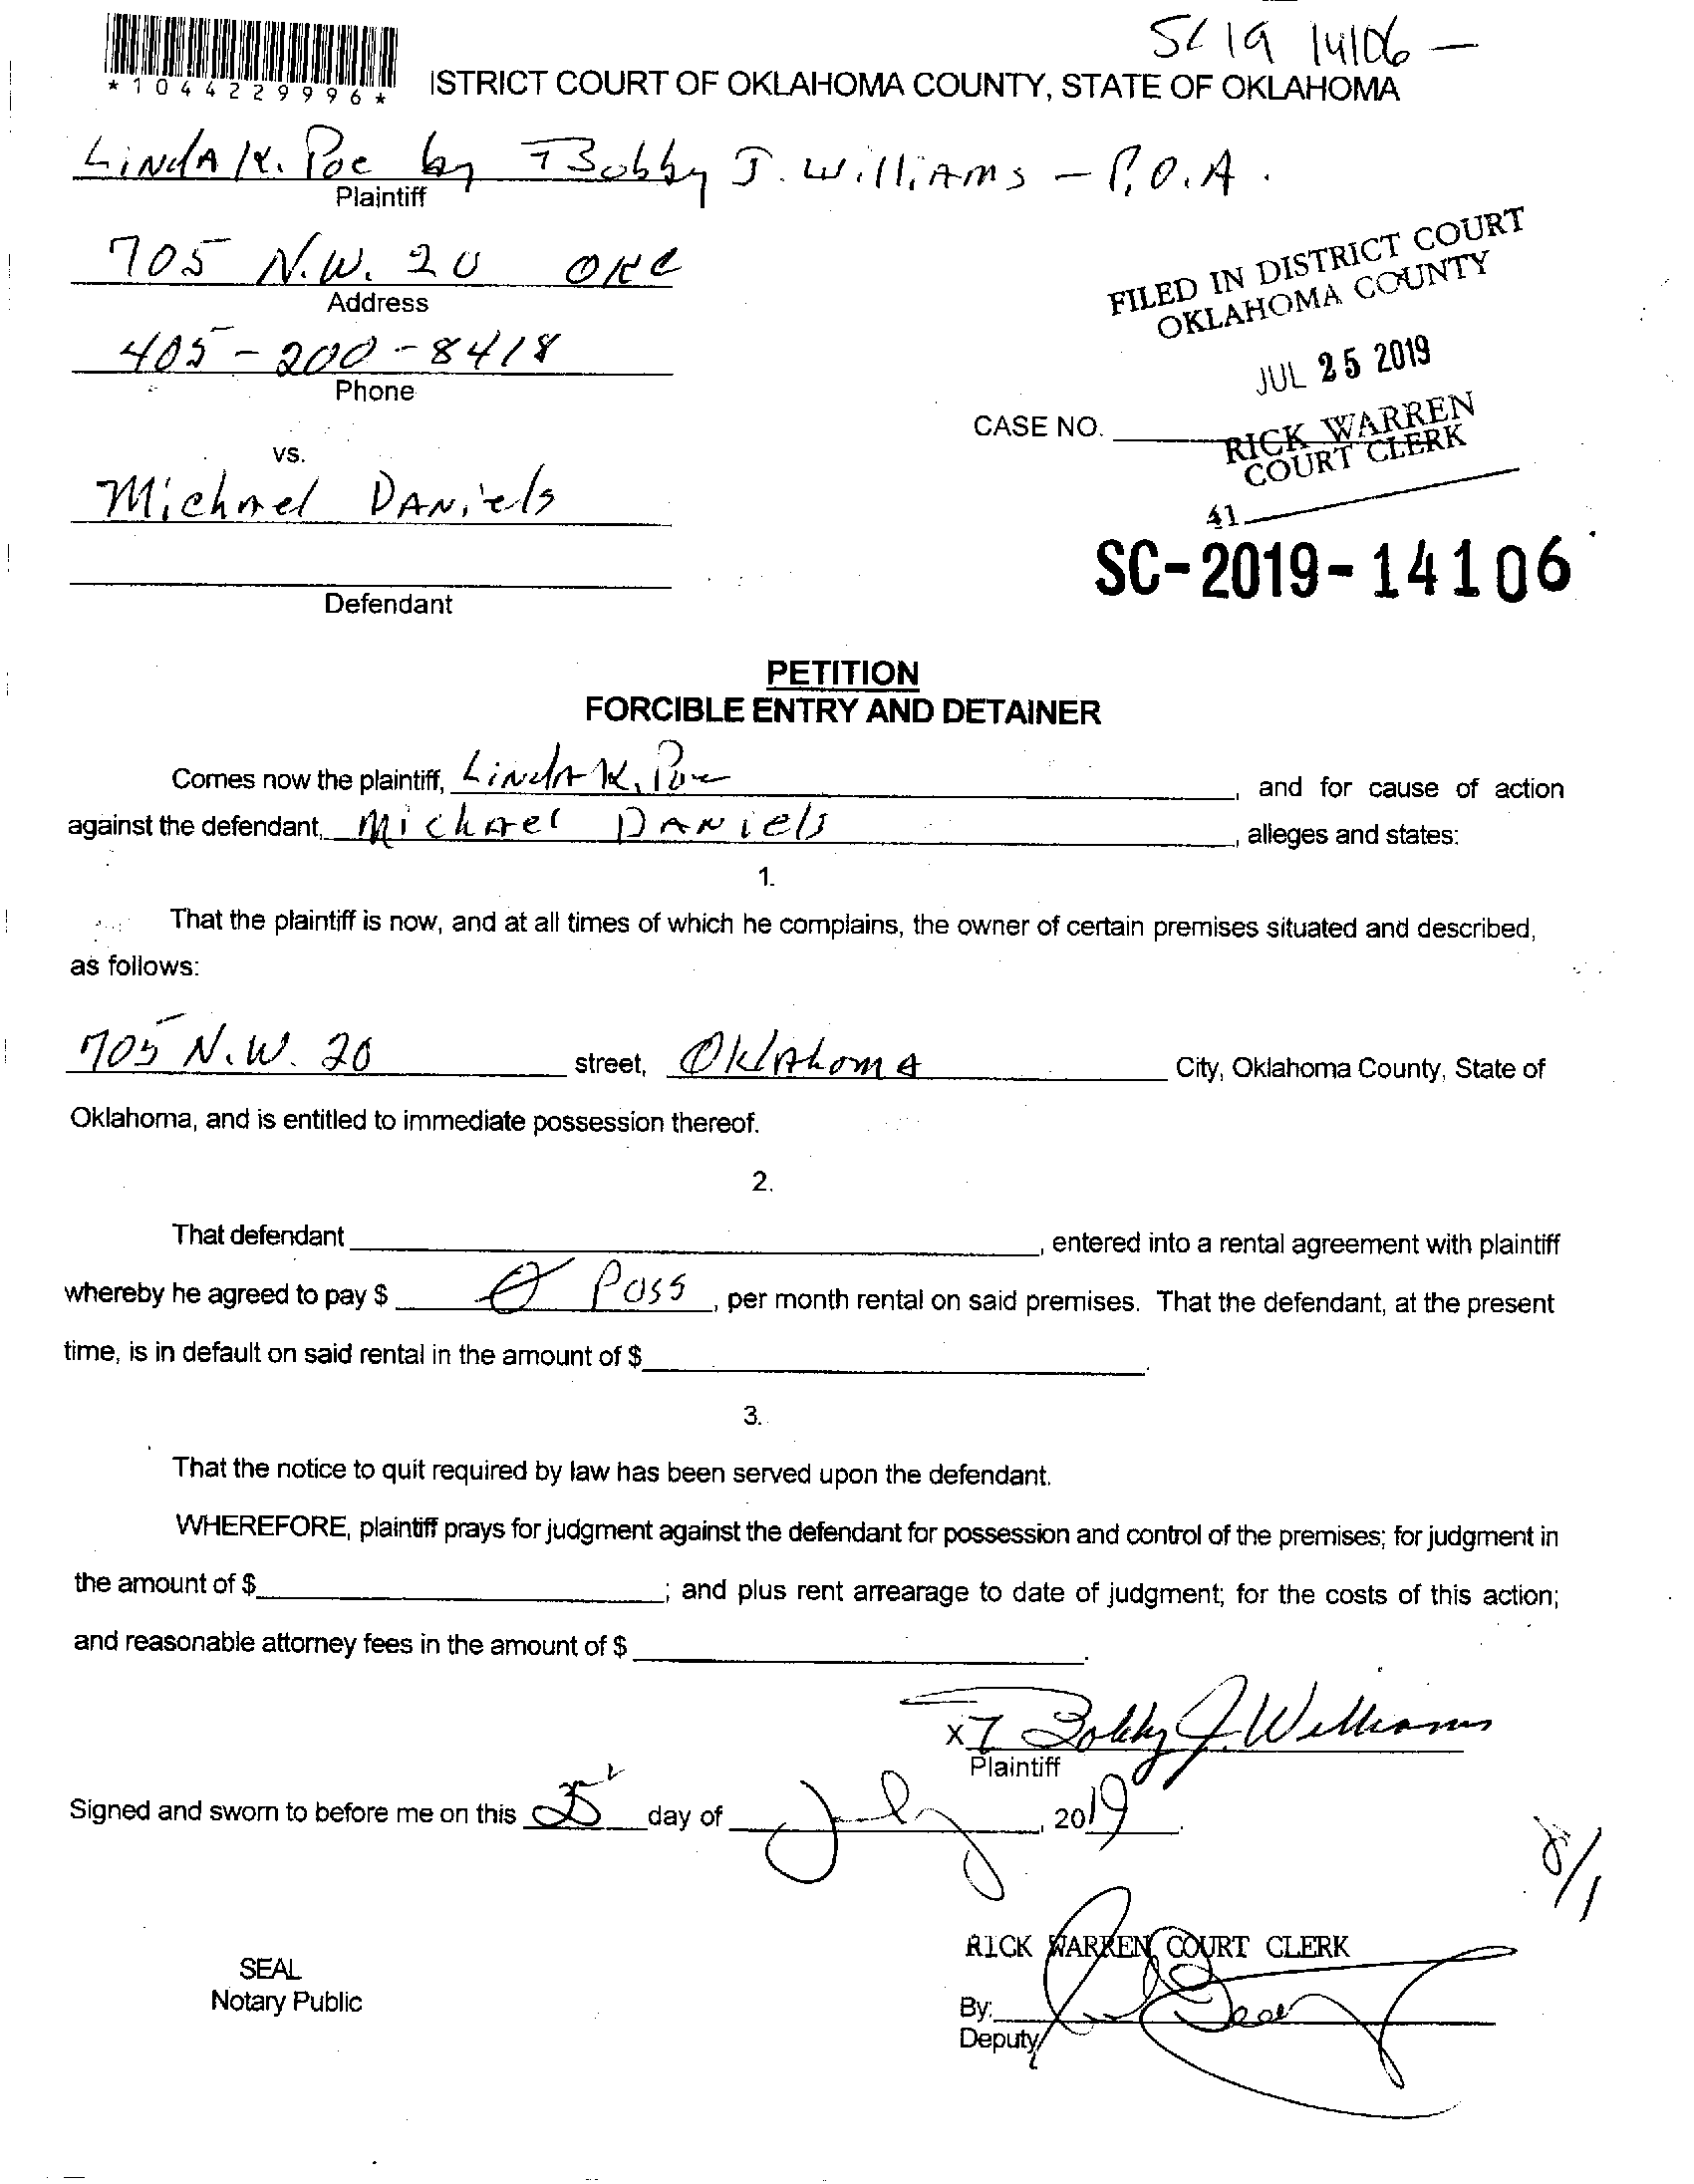 SC 19 14106 -
*1044229996*
ISTRICT COURT OF OKLAHOMA COUNTY, STATE OF OKLAHOMA
LiNdA K. Poe by T Bobby J. WilliAms - P.O.A.
Plaintiff
705 N.W. 20 OKC
Address
405-200-8418
Phone
FILED IN DISTRICT COURT
OKLAHOMA COUNTY
JUL 25 2019
RICK WARREN
COURT CLERK
41
CASE NO.
vs.
Michael DANiels
Defendant
SC-2019-14106
PETITION
FORCIBLE ENTRY AND DETAINER
Comes now the plaintiff, LindA K. Poe, and for cause of action
against the defendant, MichAel DANiels, alleges and states:
1.
That the plaintiff is now, and at all times of which he complains, the owner of certain premises situated and described,
as follows:
705 N.W. 20 street, OklAhomA City, Oklahoma County, State of
Oklahoma, and is entitled to immediate possession thereof.
2.
That defendant , entered into a rental agreement with plaintiff
whereby he agreed to pay $ Poss, per month rental on said premises. That the defendant, at the present
time, is in default on said rental in the amount of $ .
3.
That the notice to quit required by law has been served upon the defendant.
WHEREFORE, plaintiff prays for judgment against the defendant for possession and control of the premises; for judgment in
the amount of $ ; and plus rent arrearage to date of judgment; for the costs of this action;
and reasonable attorney fees in the amount of $ .
X T Bobby J. Williams
Plaintiff
Signed and sworn to before me on this 25 day of July, 2019.
8/1
RICK WARREN COURT CLERK
SEAL
Notary Public
By:
Deputy